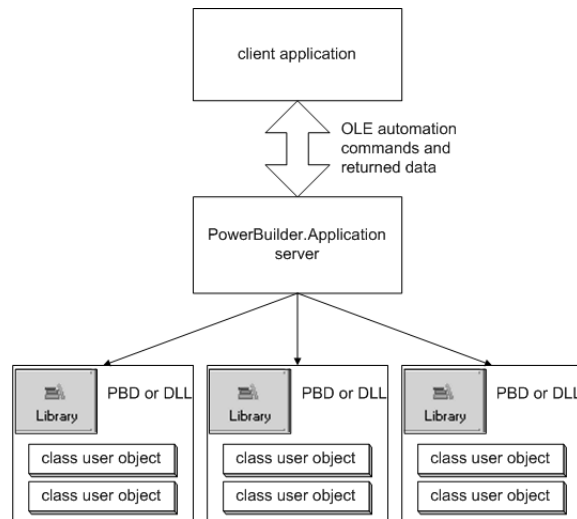 client application
OLE automation
commands and
returned data
PowerBuilder.Application
server
Library
PBD or DLL
class user object
class user object
Library
PBD or DLL
class user object
class user object
Library
PBD or DLL
class user object
class user object